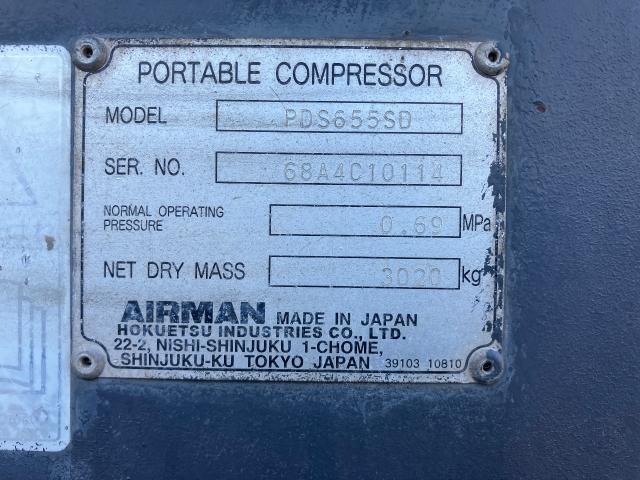 PORTABLE COMPRESSOR
MODEL PDS655SD
SER. NO. 68A4C10114
NORMAL OPERATING
PRESSURE 0.69 MPa
NET DRY MASS 3020 kg
AIRMAN MADE IN JAPAN
HOKUETSU INDUSTRIES CO., LTD.
22-2, NISHI-SHINJUKU 1-CHOME,
SHINJUKU-KU TOKYO JAPAN 39103 10810